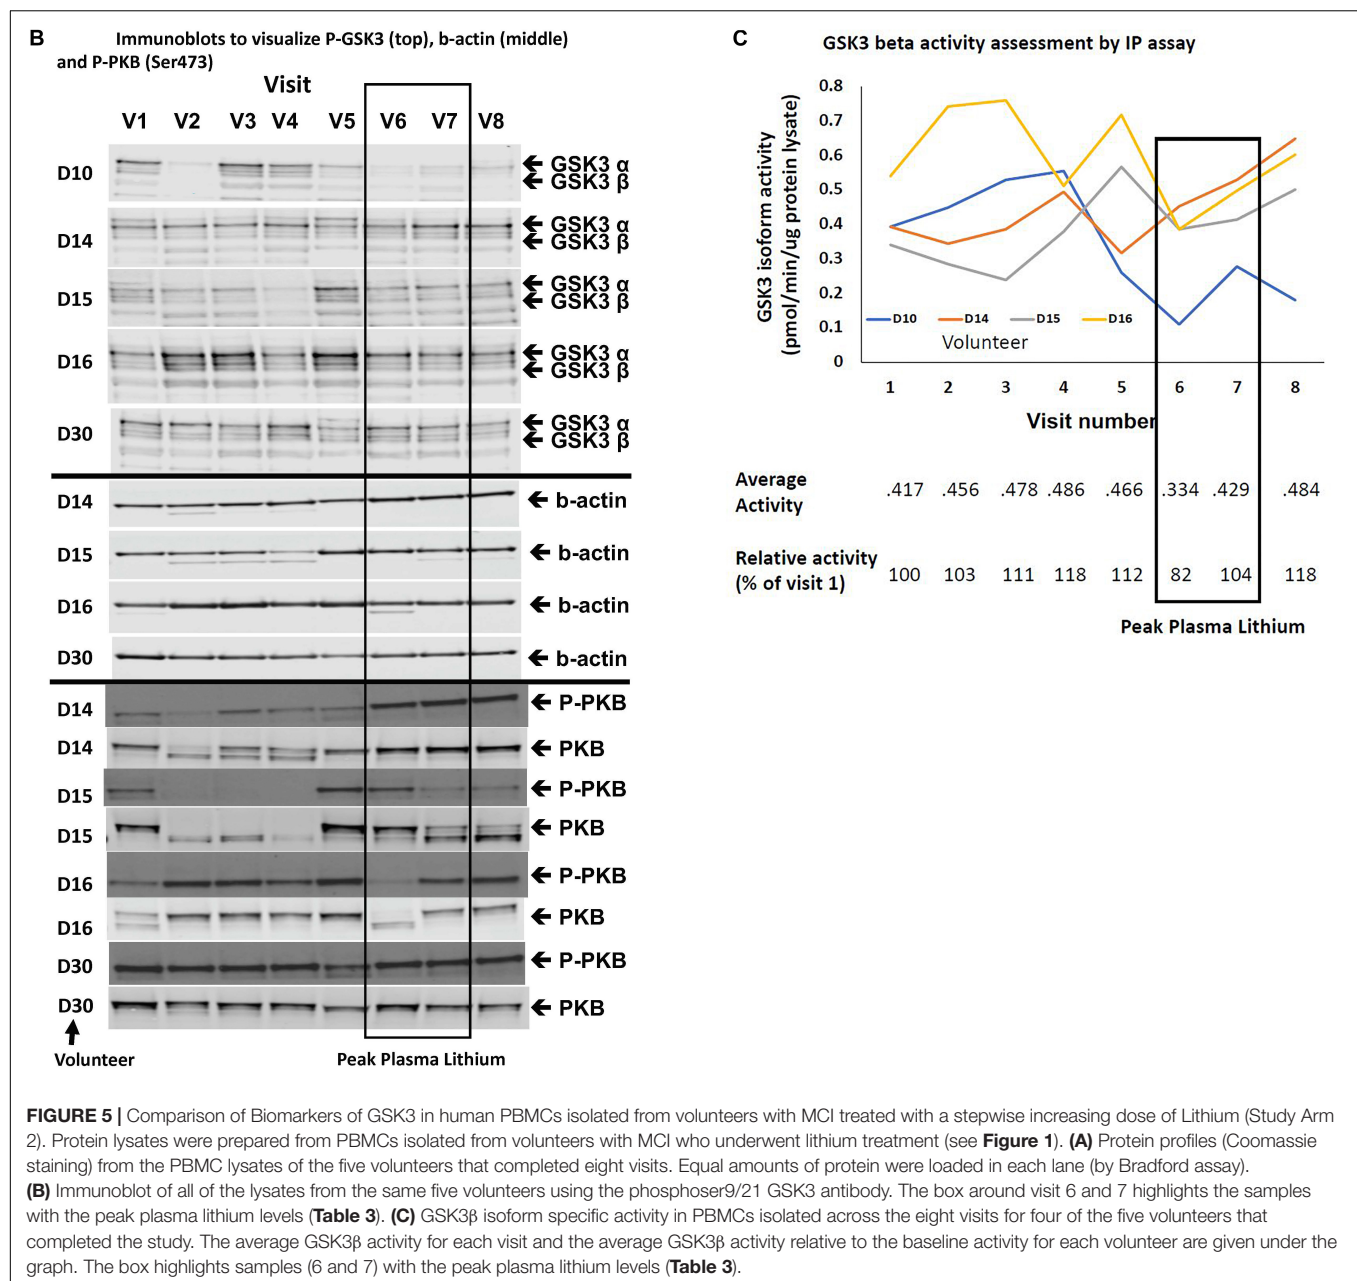 B Immunoblots to visualize P-GSK3 (top), b-actin (middle)
and P-PKB (Ser473)
Visit
V1 V2 V3 V4 V5 V6 V7 V8
D10 GSK3 α
GSK3 β
D14 GSK3 α
GSK3 β
D15 GSK3 α
GSK3 β
D16 GSK3 α
GSK3 β
D30 GSK3 α
GSK3 β
D14 b-actin
D15 b-actin
D16 b-actin
D30 b-actin
D14 P-PKB
D14 PKB
D15 P-PKB
D15 PKB
D16 P-PKB
D16 PKB
D30 P-PKB
D30 PKB
Volunteer
Peak Plasma Lithium
C GSK3 beta activity assessment by IP assay
GSK3 isoform activity
(pmol/min/ug protein lysate)
0.8
0.7
0.6
0.5
0.4
0.3
0.2
0.1
0
D10 D14 D15 D16
Volunteer
1 2 3 4 5 6 7 8
Visit number
Average
Activity
.417 .456 .478 .486 .466 .334 .429 .484
Relative activity
(% of visit 1)
100 103 111 118 112 82 104 118
Peak Plasma Lithium
FIGURE 5 | Comparison of Biomarkers of GSK3 in human PBMCs isolated from volunteers with MCI treated with a stepwise increasing dose of Lithium (Study Arm
2). Protein lysates were prepared from PBMCs isolated from volunteers with MCI who underwent lithium treatment (see Figure 1). (A) Protein profiles (Coomassie
staining) from the PBMC lysates of the five volunteers that completed eight visits. Equal amounts of protein were loaded in each lane (by Bradford assay).
(B) Immunoblot of all of the lysates from the same five volunteers using the phosphoser9/21 GSK3 antibody. The box around visit 6 and 7 highlights the samples
with the peak plasma lithium levels (Table 3). (C) GSK3β isoform specific activity in PBMCs isolated across the eight visits for four of the five volunteers that
completed the study. The average GSK3β activity for each visit and the average GSK3β activity relative to the baseline activity for each volunteer are given under the
graph. The box highlights samples (6 and 7) with the peak plasma lithium levels (Table 3).